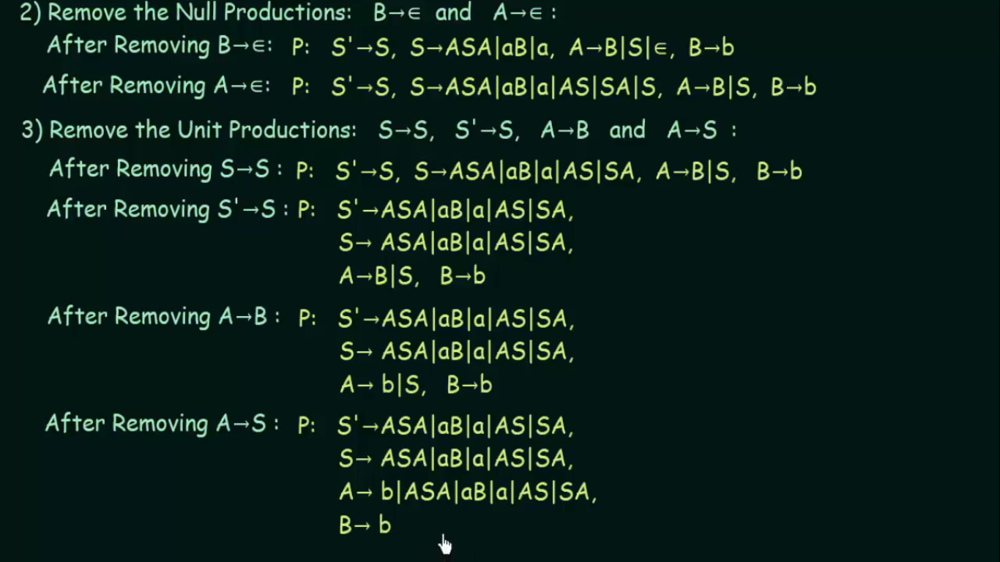 2) Remove the Null Productions: B→∈ and A→∈ :
After Removing B→∈: P: S'→S, S→ASA|aB|a, A→B|S|∈, B→b
After Removing A→∈: P: S'→S, S→ASA|aB|a|AS|SA|S, A→B|S, B→b
3) Remove the Unit Productions: S→S, S'→S, A→B and A→S :
After Removing S→S : P: S'→S, S→ASA|aB|a|AS|SA, A→B|S, B→b
After Removing S'→S : P: S'→ASA|aB|a|AS|SA,
S→ ASA|aB|a|AS|SA,
A→B|S, B→b
After Removing A→B : P: S'→ASA|aB|a|AS|SA,
S→ ASA|aB|a|AS|SA,
A→ b|S, B→b
After Removing A→S : P: S'→ASA|aB|a|AS|SA,
S→ ASA|aB|a|AS|SA,
A→ b|ASA|aB|a|AS|SA,
B→ b